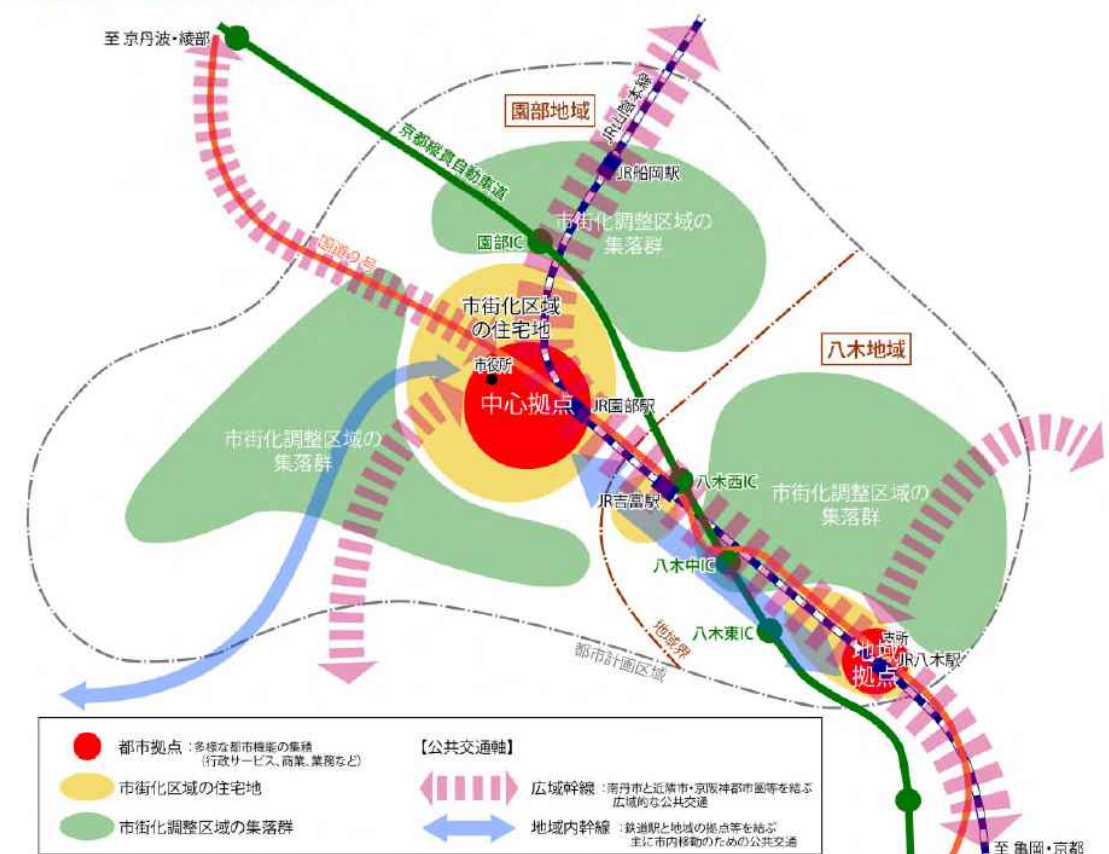 至 京丹波・綾部
園部地域
JR山陰本線
京都縦貫自動車道
JR船岡駅
市街化調整区域の
集落群
園部IC
国道9号
市街化区域
の住宅地
八木地域
市役所
中心拠点
JR園部駅
市街化調整区域の
集落群
八木西IC
JR吉富駅
市街化調整区域の
集落群
八木中IC
八木東IC
地域界
都市計画区域
支所
地域
拠点
JR八木駅
都市拠点:多様な都市機能の集積
(行政サービス、商業、業務など)
市街化区域の住宅地
市街化調整区域の集落群
【公共交通軸】
広域幹線:南丹市と近隣市・京阪神都市圏等を結ぶ
広域的な公共交通
地域内幹線:鉄道駅と地域の拠点等を結ぶ
主に市内移動のための公共交通
至 亀岡・京都